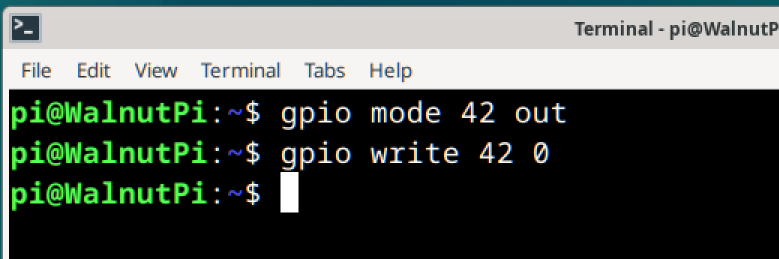 Terminal - pi@WalnutP
File Edit View Terminal Tabs Help
pi@WalnutPi:~$ gpio mode 42 out
pi@WalnutPi:~$ gpio write 42 0
pi@WalnutPi:~$